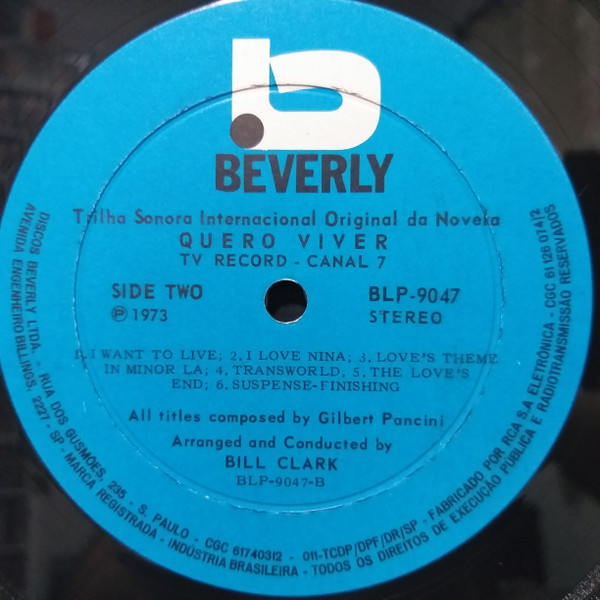 b
BEVERLY
Trilha Sonora Internacional Original da Novela
QUERO VIVER
TV RECORD - CANAL 7
SIDE TWO
BLP-9047
Ⓟ 1973
STEREO
1. I WANT TO LIVE; 2. I LOVE NINA; 3. LOVE'S THEME
IN MINOR LA; 4. TRANSWORLD, 5. THE LOVE'S
END; 6. SUSPENSE-FINISHING
All titles composed by Gilbert Pancini
Arranged and Conducted by
BILL CLARK
BLP-9047-B
DISCOS BEVERLY LTDA. - RUA DOS GUSMOES, 235 - S. PAULO - CGC 61740312 - 011-TCDP/DPF/DR/SP - FABRICADO POR RCA S.A ELETRÔNICA - CGC 61 126 014/2
AVENIDA ENGENHEIRO BILLINGS, 2227 - SP - MARCA REGISTRADA - INDÚSTRIA BRASILEIRA - TODOS OS DIREITOS DE EXECUÇÃO PÚBLICA E RADIOTRANSMISSÃO RESERVADOS